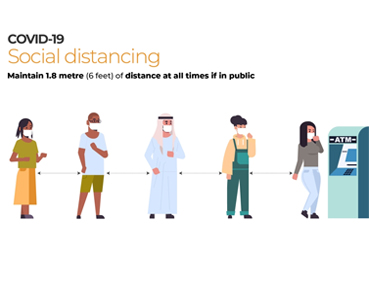 COVID-19
Social distancing
Maintain 1.8 metre (6 feet) of distance at all times if in public
ATM